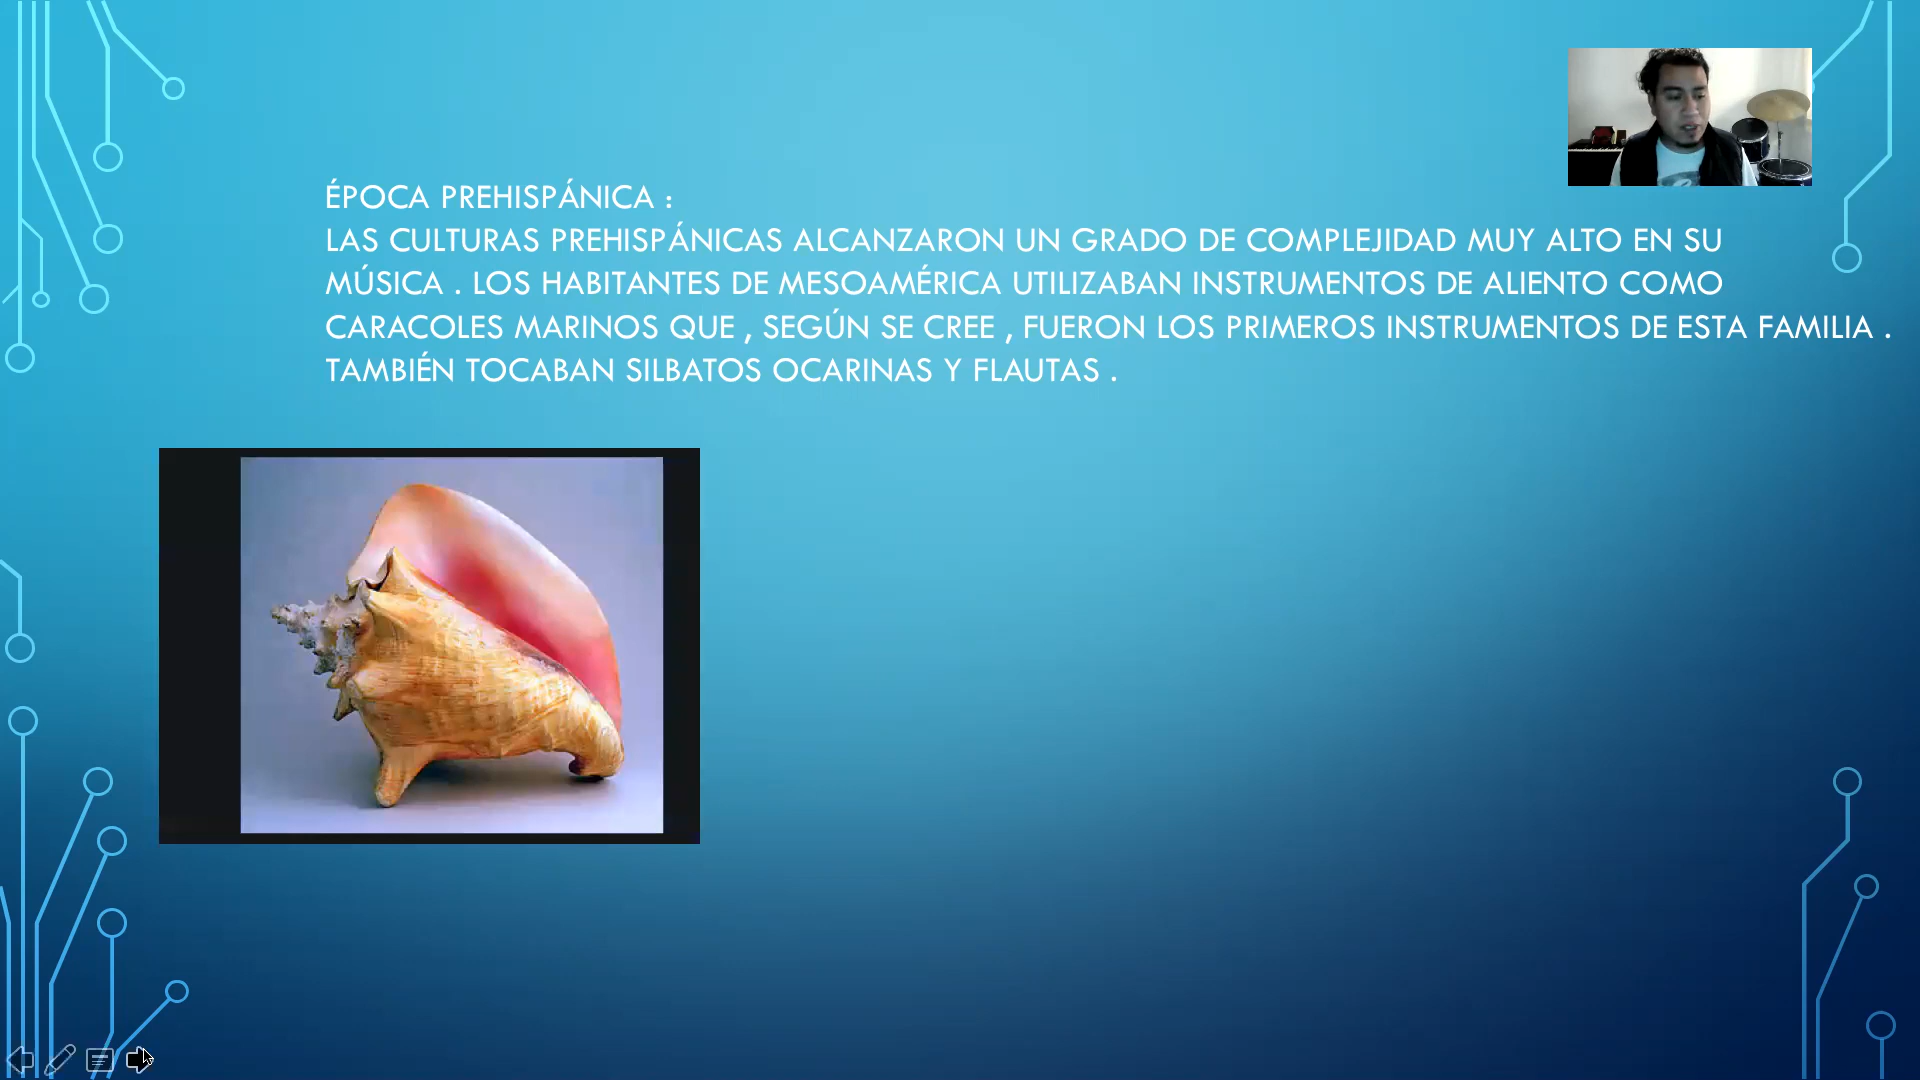 ÉPOCA PREHISPÁNICA :
LAS CULTURAS PREHISPÁNICAS ALCANZARON UN GRADO DE COMPLEJIDAD MUY ALTO EN SU
MÚSICA . LOS HABITANTES DE MESOAMÉRICA UTILIZABAN INSTRUMENTOS DE ALIENTO COMO
CARACOLES MARINOS QUE , SEGÚN SE CREE , FUERON LOS PRIMEROS INSTRUMENTOS DE ESTA FAMILIA .
TAMBIÉN TOCABAN SILBATOS OCARINAS Y FLAUTAS .